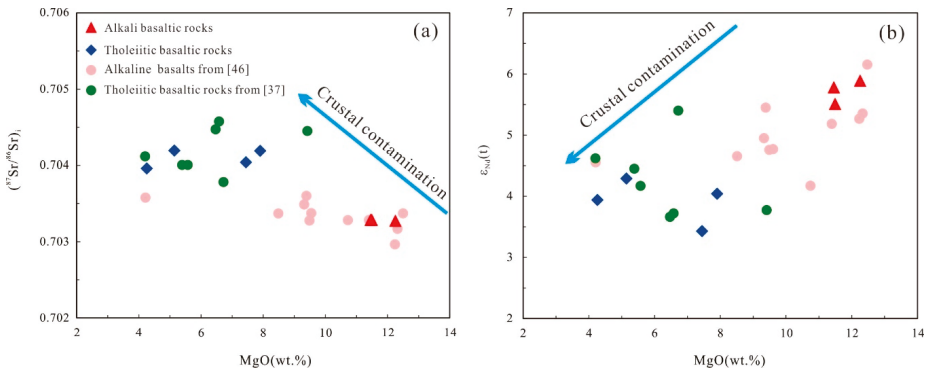 0.706
0.705
0.704
0.703
0.702
(⁸⁷Sr/⁸⁶Sr)ᵢ
Alkali basaltic rocks
Tholeiitic basaltic rocks
Alkaline basalts from [46]
Tholeiitic basaltic rocks from [37]
(a)
Crustal contamination
2 4 6 8 10 12 14
MgO(wt.%)
7
6
5
4
3
2
εNd(t)
Crustal contamination
(b)
2 4 6 8 10 12 14
MgO(wt.%)